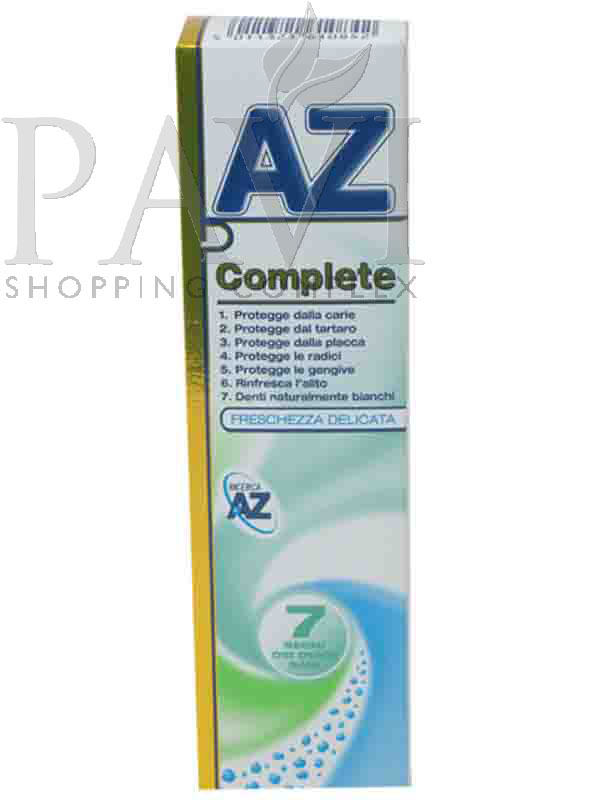 AZ
PAVI
SHOPPING COMPLEX
Complete
1. Protegge dalla carie
2. Protegge dal tartaro
3. Protegge dalla placca
4. Protegge le radici
5. Protegge le gengive
6. Rinfresca l'alito
7. Denti naturalmente bianchi
FRESCHEZZA DELICATA
RICERCA
AZ
7